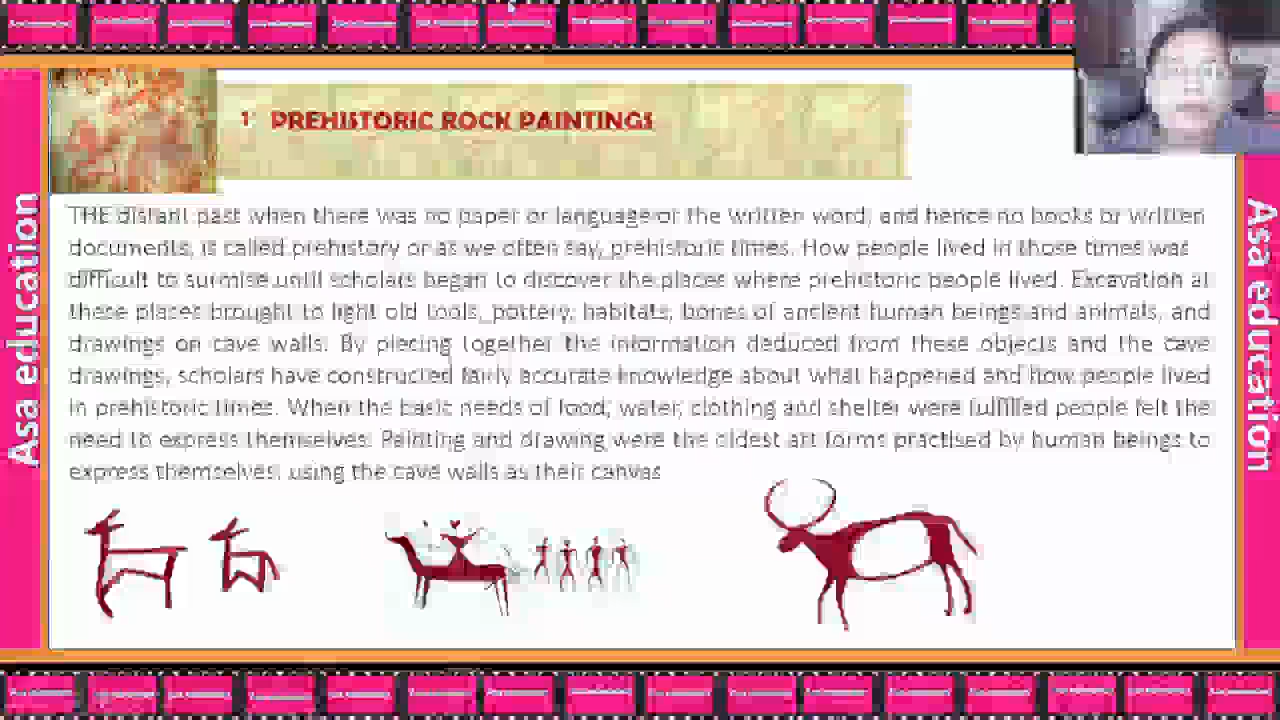 1 PREHISTORIC ROCK PAINTINGS
THE distant past when there was no paper or language or the written word, and hence no books or written
documents, is called prehistory or as we often say, prehistoric times. How people lived in those times was
difficult to surmise until scholars began to discover the places where prehistoric people lived. Excavation at
these places brought to light old tools, pottery, habitats, bones of ancient human beings and animals, and
drawings on cave walls. By piecing together the information deduced from these objects and the cave
drawings, scholars have constructed fairly accurate knowledge about what happened and how people lived
in prehistoric times. When the basic needs of food, water, clothing and shelter were fulfilled people felt the
need to express themselves. Painting and drawing were the oldest art forms practised by human beings to
express themselves, using the cave walls as their canvas
Asa education
Asa education